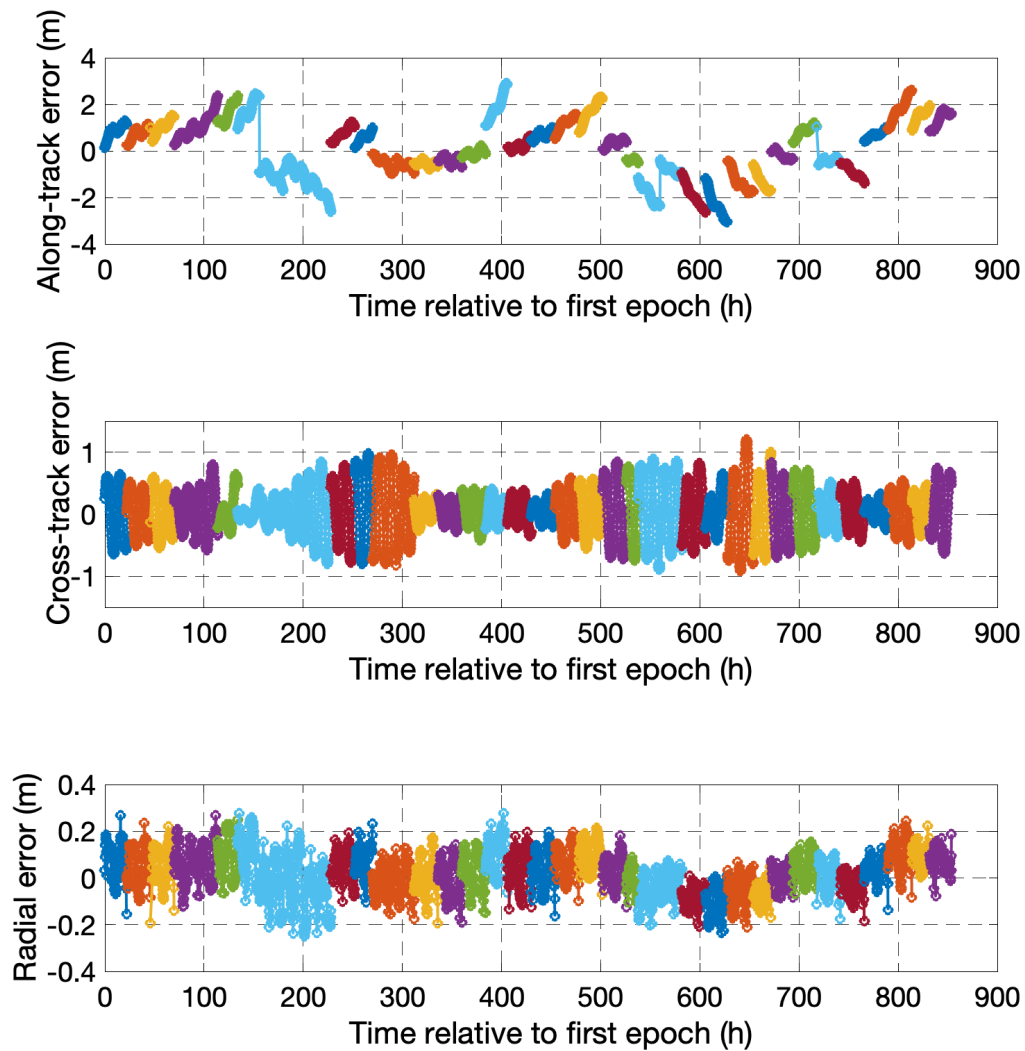 Along-track error (m)
4
2
0
-2
-4
0 100 200 300 400 500 600 700 800 900
Time relative to first epoch (h)
Cross-track error (m)
1
0
-1
0 100 200 300 400 500 600 700 800 900
Time relative to first epoch (h)
Radial error (m)
0.4
0.2
0
-0.2
-0.4
0 100 200 300 400 500 600 700 800 900
Time relative to first epoch (h)